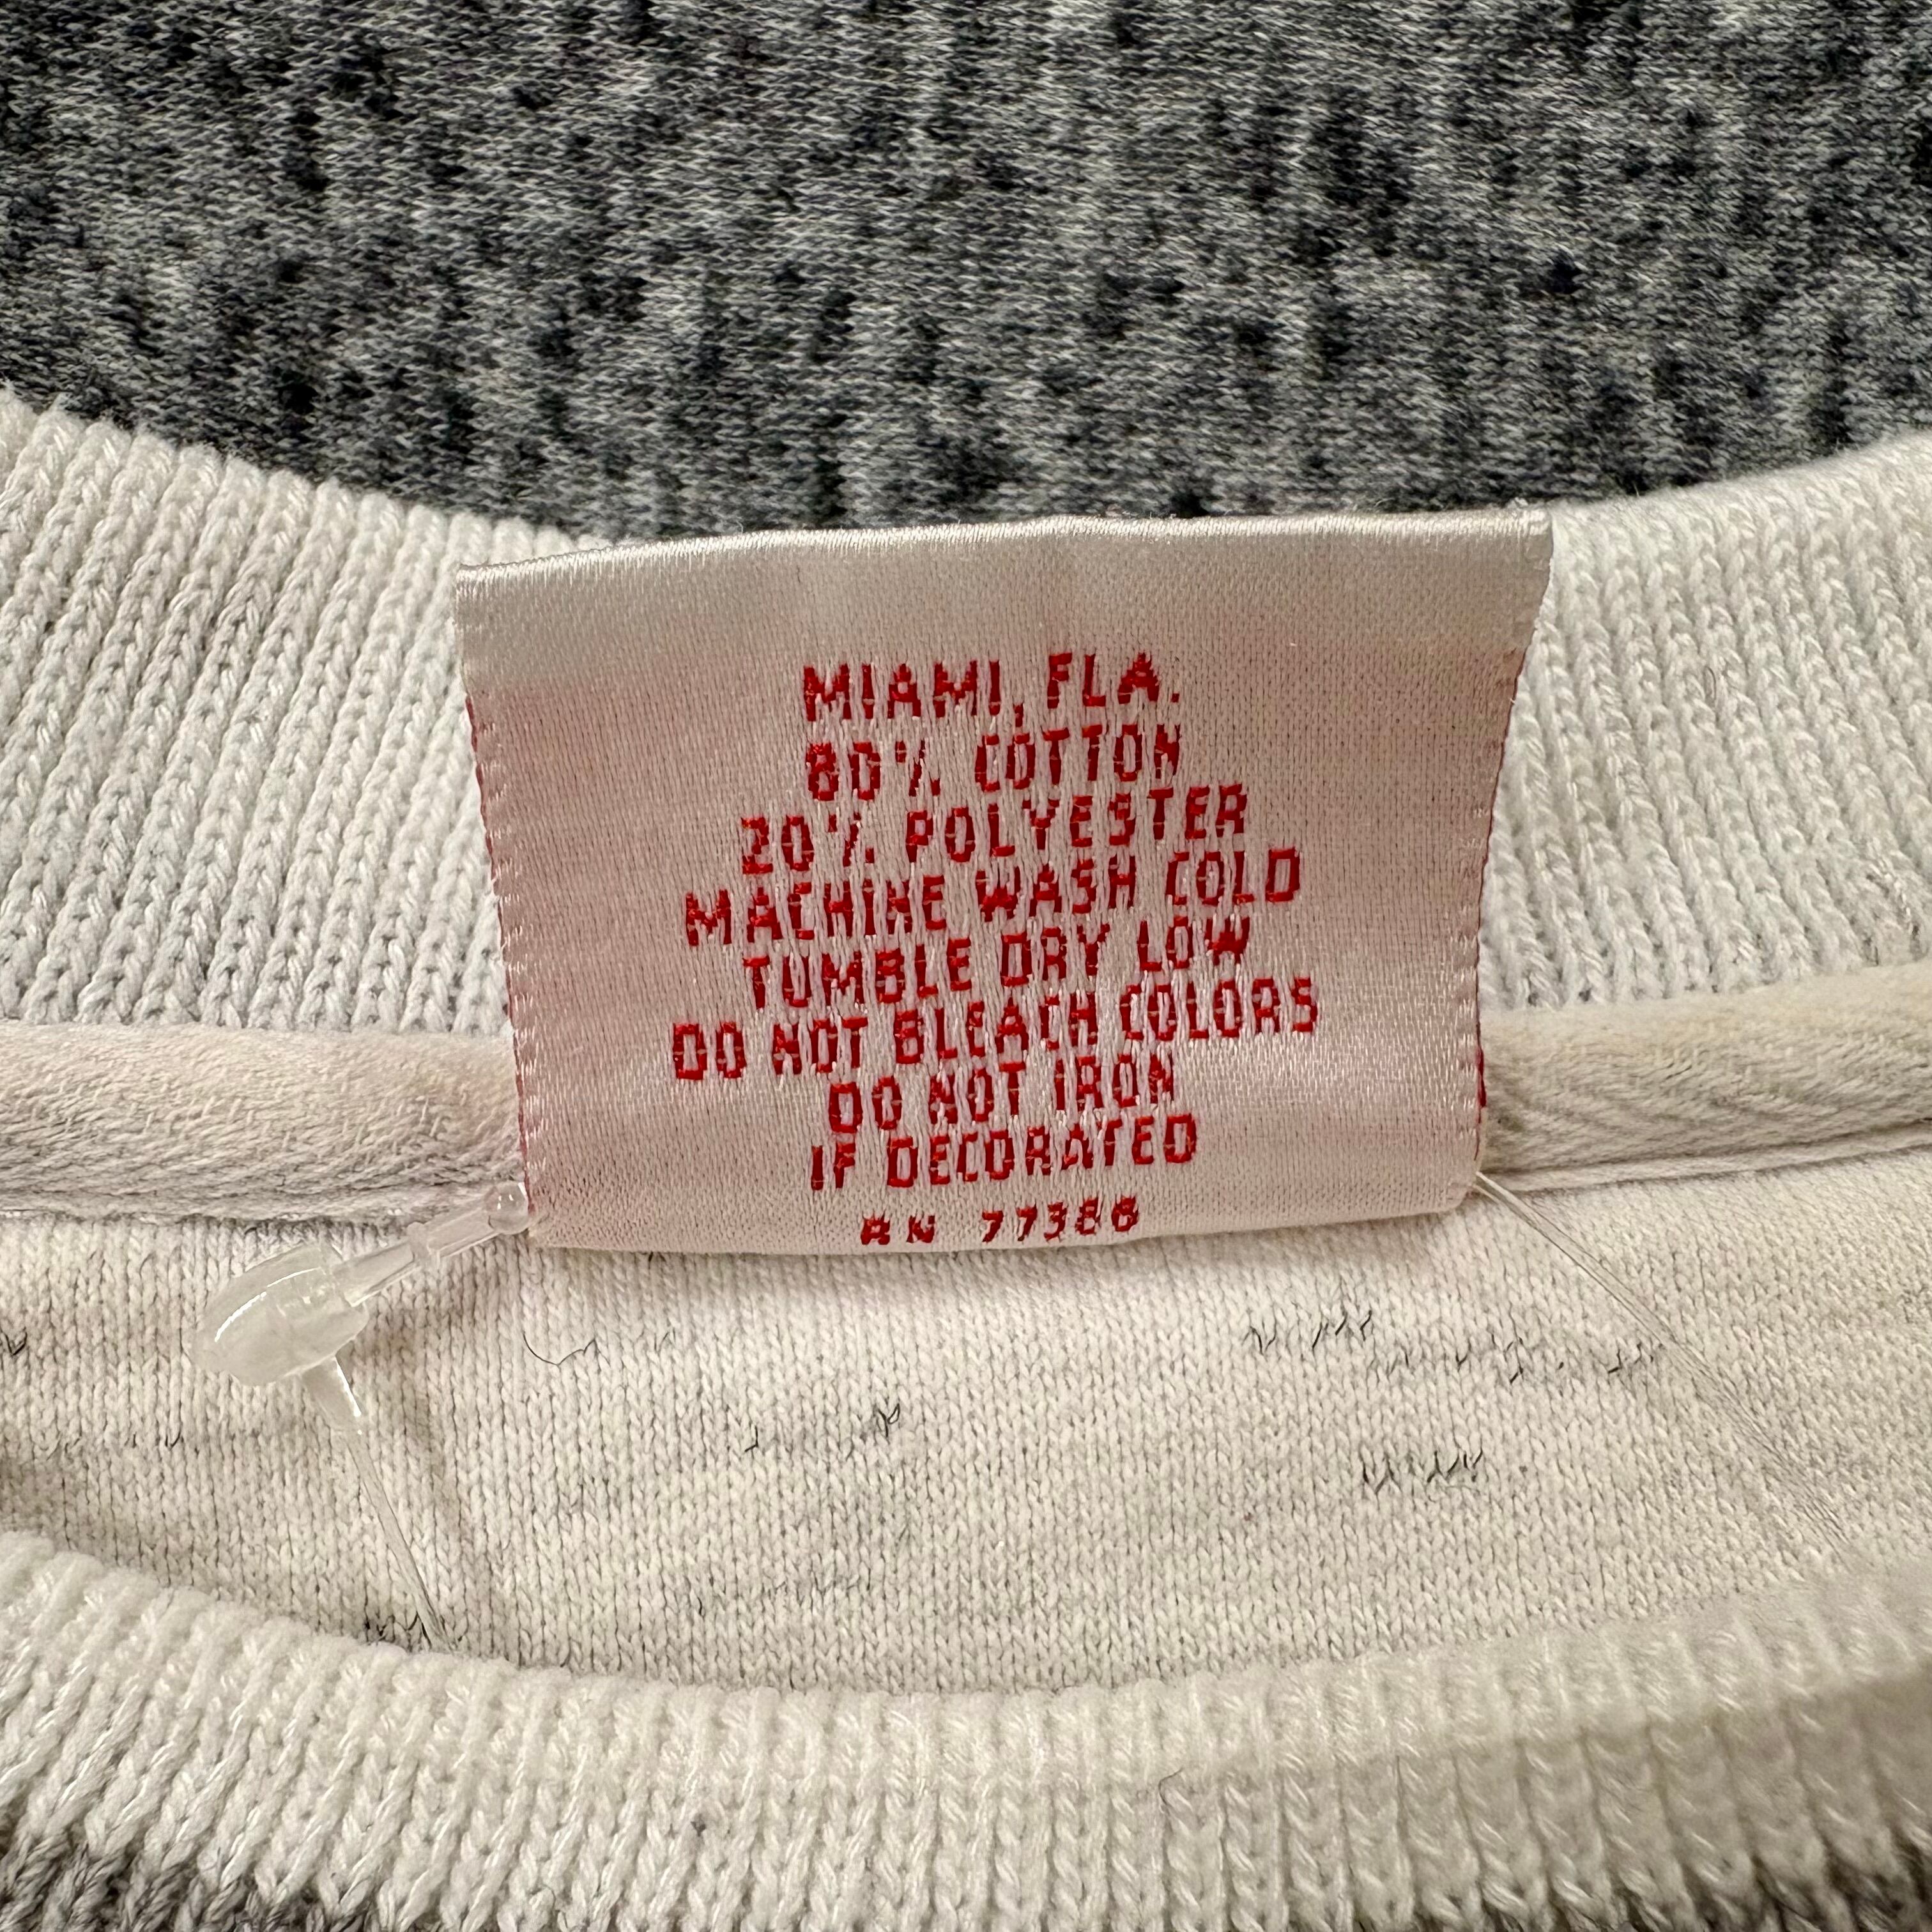 MIAMI, FLA.
80% COTTON
20% POLYESTER
MACHINE WASH COLD
TUMBLE DRY LOW
DO NOT BLEACH COLORS
DO NOT IRON
IF DECORATED
RN 77386